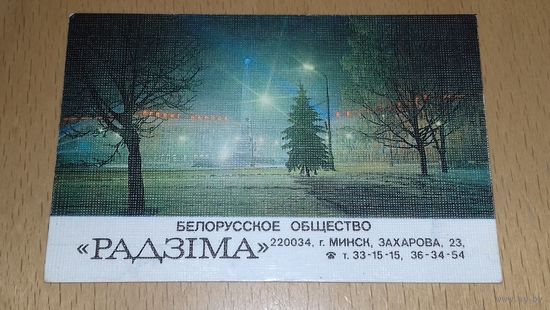 БЕЛОРУССКОЕ ОБЩЕСТВО
«РАДЗІМА» 220034, г. МИНСК, ЗАХАРОВА, 23,
☎ т. 33-15-15, 36-34-54